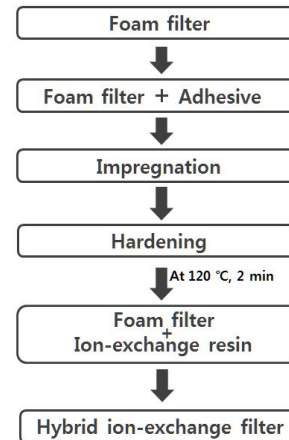 Foam filter
Foam filter + Adhesive
Impregnation
Hardening
At 120 ℃, 2 min
Foam filter
+
Ion-exchange resin
Hybrid ion-exchange filter